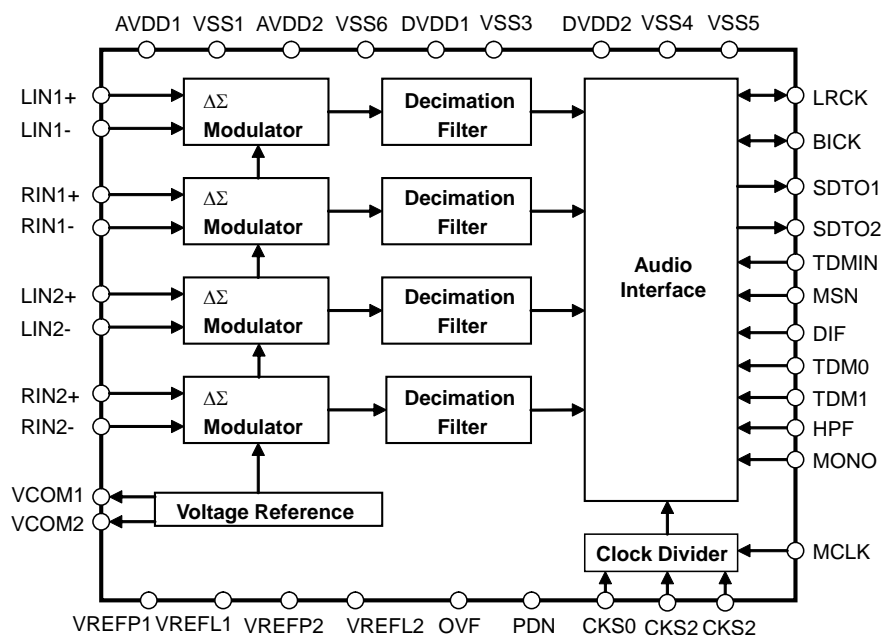 AVDD1 VSS1 AVDD2 VSS6 DVDD1 VSS3 DVDD2 VSS4 VSS5
LIN1+
LIN1-
ΔΣ
Modulator
Decimation
Filter
RIN1+
RIN1-
ΔΣ
Modulator
Decimation
Filter
LIN2+
LIN2-
ΔΣ
Modulator
Decimation
Filter
RIN2+
RIN2-
ΔΣ
Modulator
Decimation
Filter
VCOM1
VCOM2
Voltage Reference
Audio
Interface
Clock Divider
LRCK
BICK
SDTO1
SDTO2
TDMIN
MSN
DIF
TDM0
TDM1
HPF
MONO
MCLK
VREFP1 VREFL1 VREFP2 VREFL2 OVF PDN CKS0 CKS2 CKS2